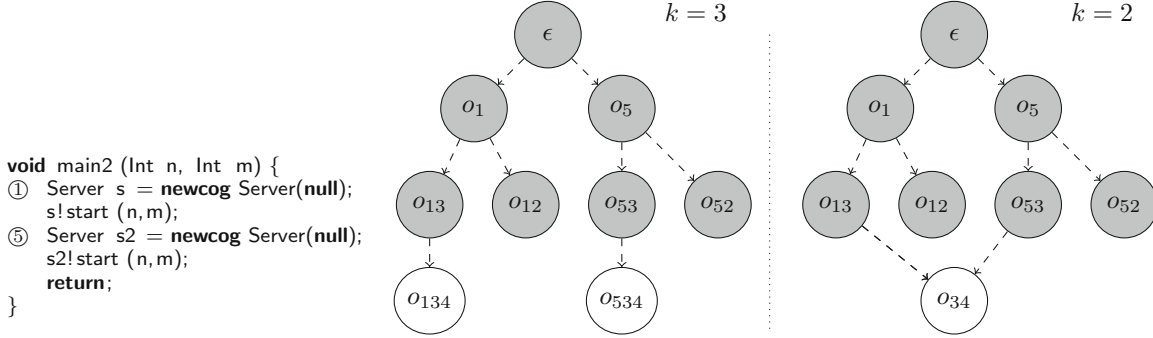 void main2 (Int n, Int m) {
① Server s = newcog Server(null);
s!start (n,m);
⑤ Server s2 = newcog Server(null);
s2!start (n,m);
return;
}
k = 3
ϵ
o₁
o₅
o₁₃
o₁₂
o₅₃
o₅₂
o₁₃₄
o₅₃₄
k = 2
ϵ
o₁
o₅
o₁₃
o₁₂
o₅₃
o₅₂
o₃₄